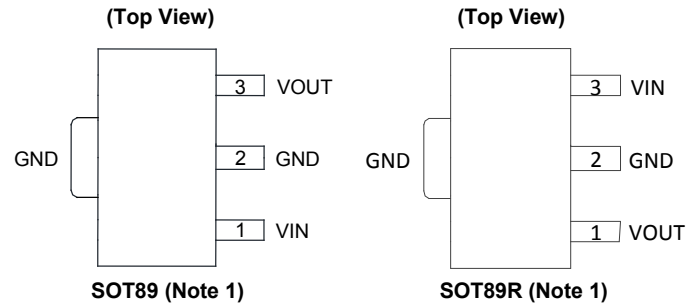 (Top View)
3 VOUT
GND 2 GND
1 VIN
SOT89 (Note 1)
(Top View)
3 VIN
GND 2 GND
1 VOUT
SOT89R (Note 1)